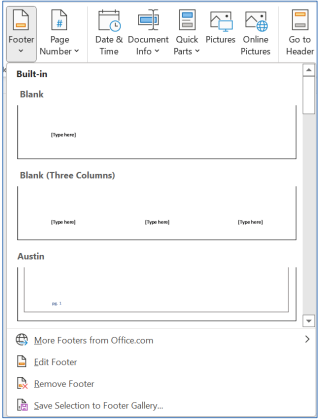 Footer
Page Number
Date & Time
Document Info
Quick Parts
Pictures
Online Pictures
Go to Header
Built-in
Blank
[Type here]
Blank (Three Columns)
[Type here] [Type here] [Type here]
Austin
pg. 1
More Footers from Office.com
Edit Footer
Remove Footer
Save Selection to Footer Gallery...